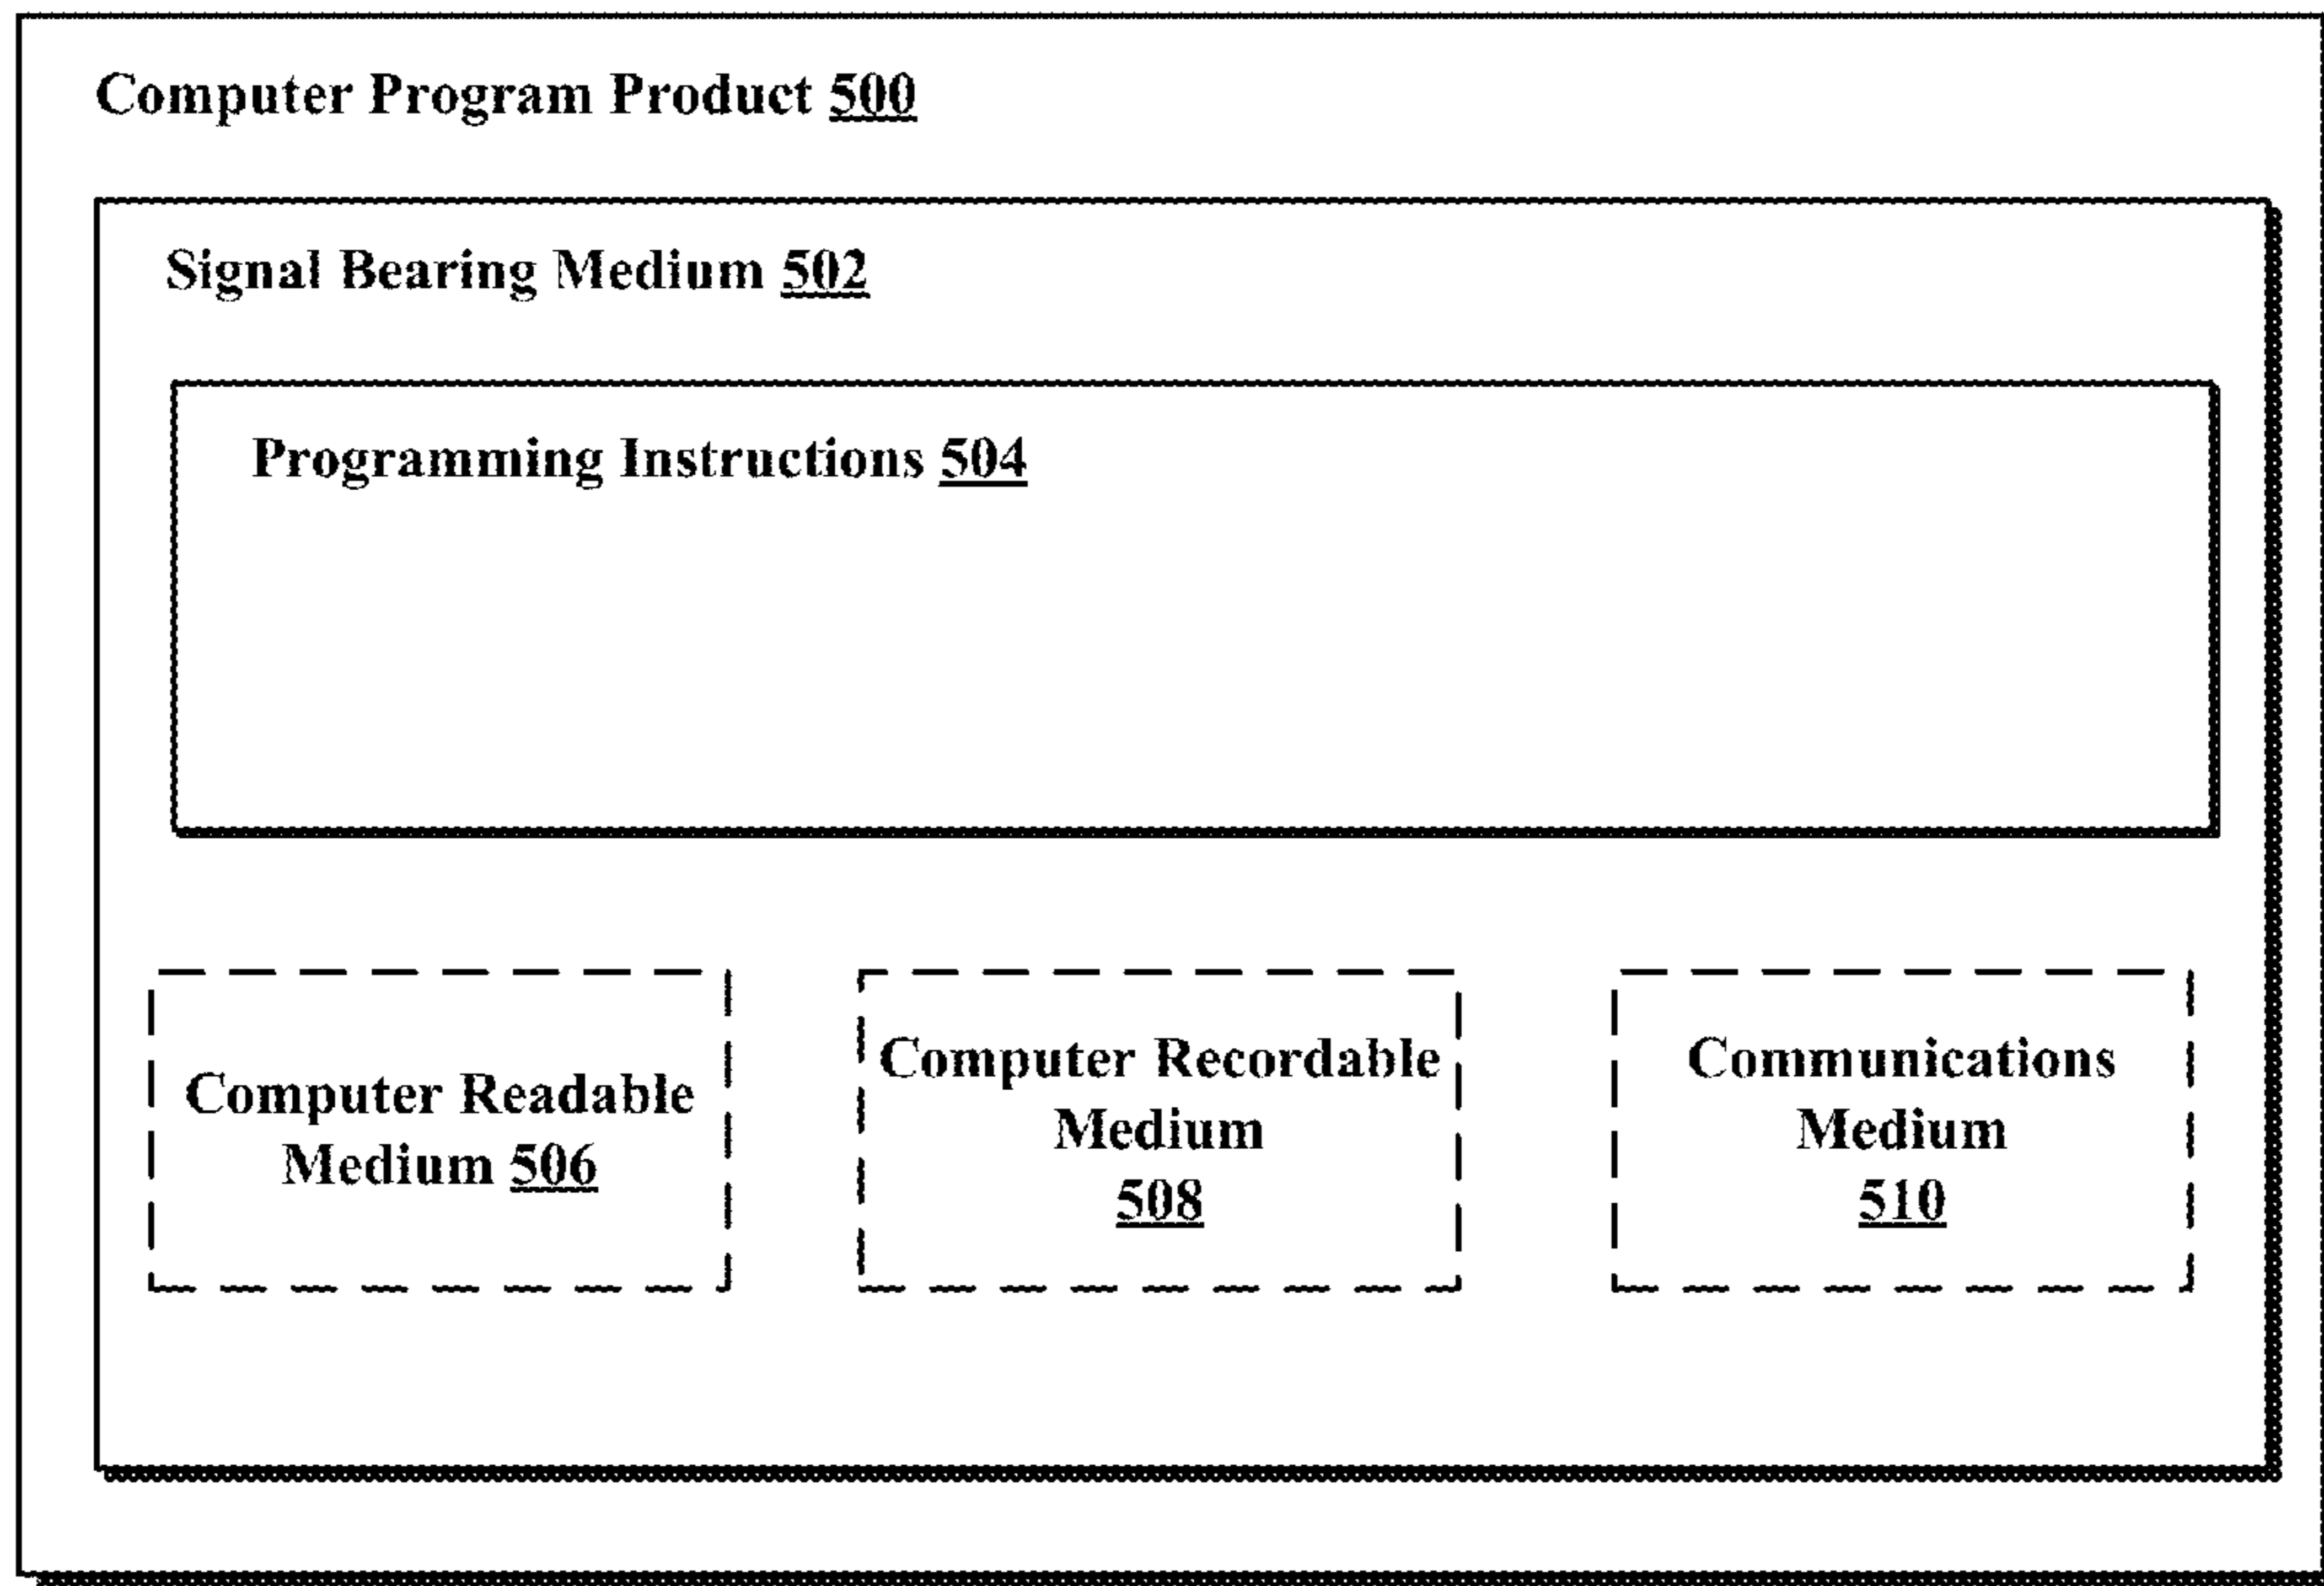 Computer Program Product 500
Signal Bearing Medium 502
Programming Instructions 504
Computer Readable
Medium 506
Computer Recordable
Medium
508
Communications
Medium
510